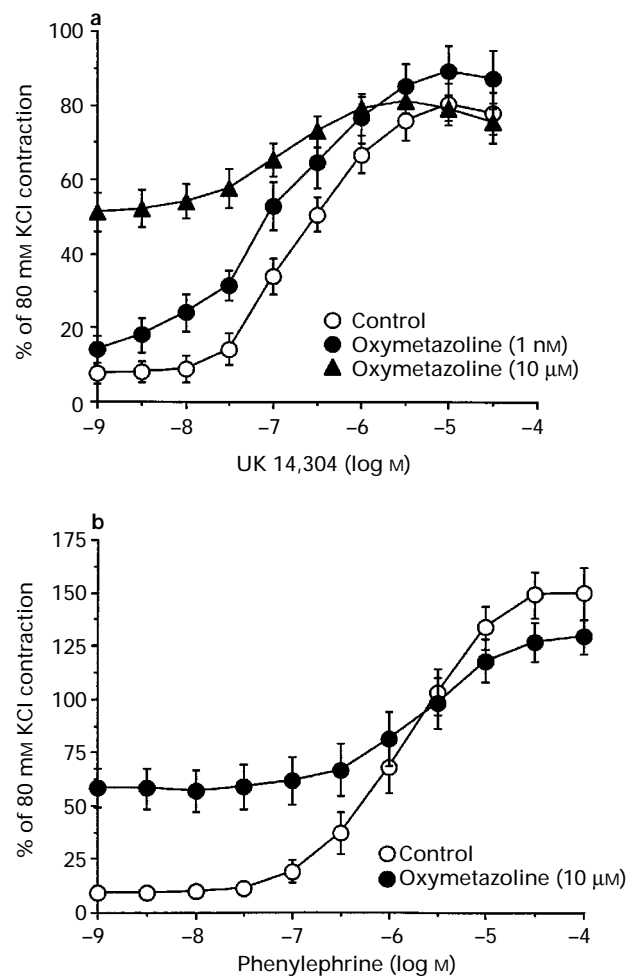 a
100
80
60
40
20
0
% of 80 mM KCl contraction
Control
Oxymetazoline (1 nM)
Oxymetazoline (10 μM)
–9 –8 –7 –6 –5 –4
UK 14,304 (log M)
b
175
150
125
100
75
50
25
0
% of 80 mM KCl contraction
Control
Oxymetazoline (10 μM)
–9 –8 –7 –6 –5 –4
Phenylephrine (log M)